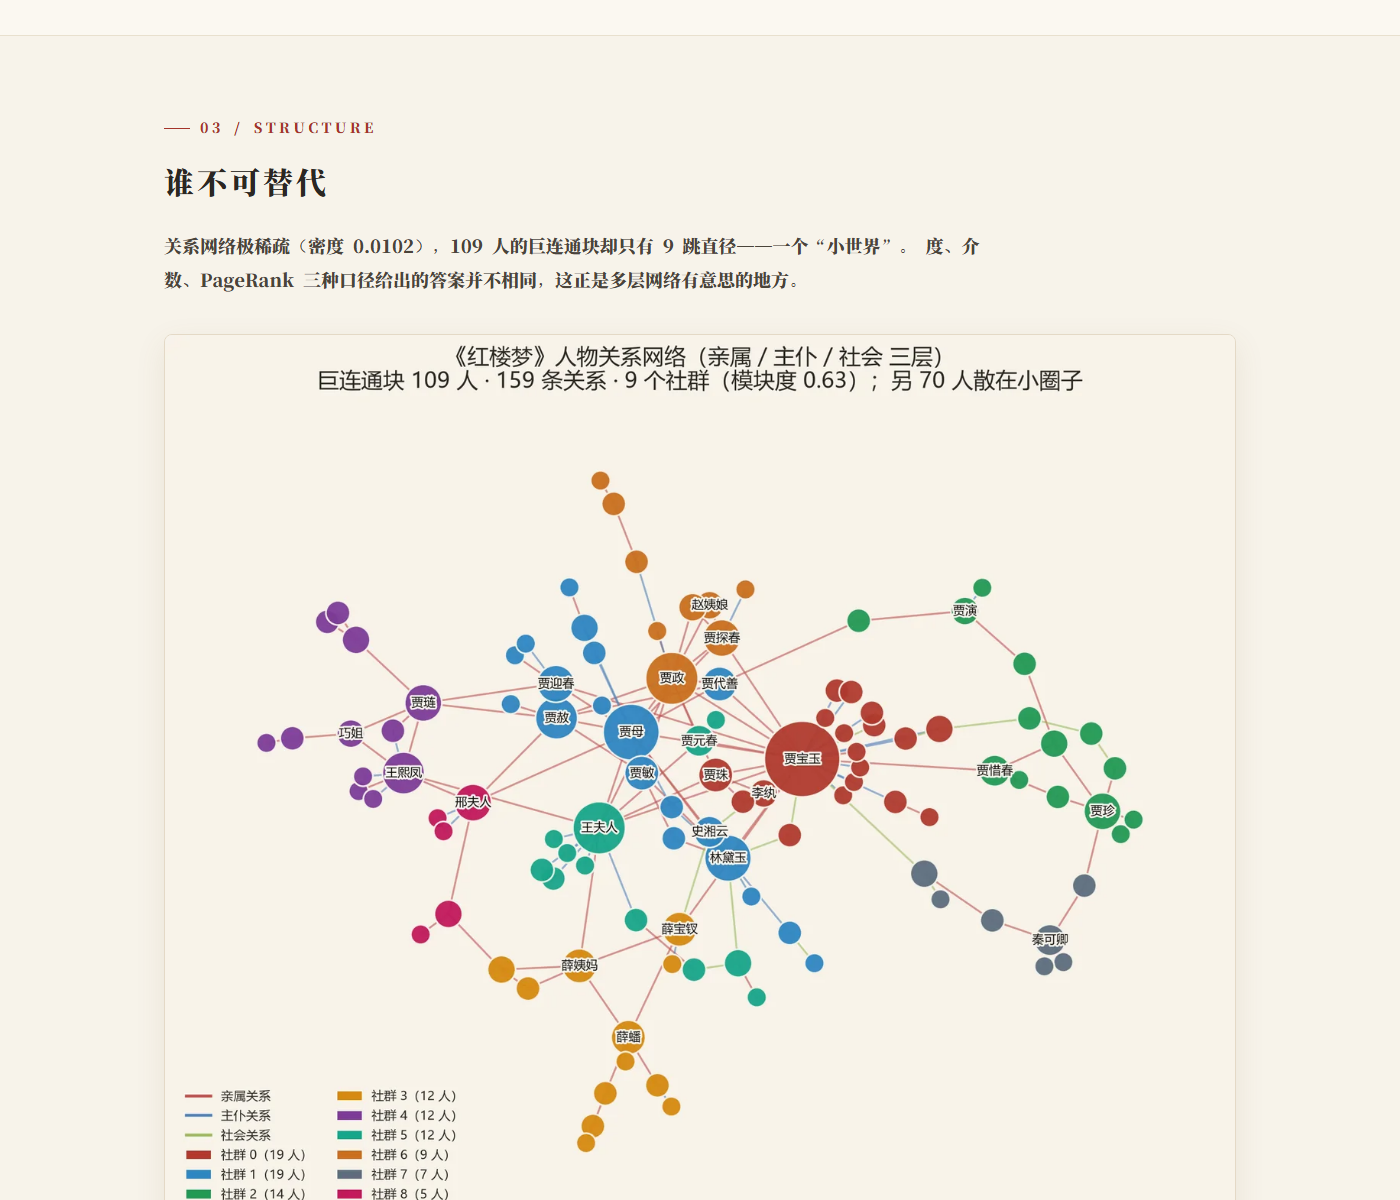 03 / STRUCTURE
谁不可替代
关系网络极稀疏（密度 0.0102），109 人的巨连通块却只有 9 跳直径——一个“小世界”。 度、介
数、PageRank 三种口径给出的答案并不相同，这正是多层网络有意思的地方。
《红楼梦》人物关系网络（亲属 / 主仆 / 社会 三层）
巨连通块 109 人 · 159 条关系 · 9 个社群（模块度 0.63）；另 70 人散在小圈子
赵姨娘
贾演
贾探春
贾政
贾迎春
贾代善
贾琏
贾赦
贾母
巧姐
贾元春
贾宝玉
王熙凤
贾敏
贾珠
贾惜春
李纨
邢夫人
贾珍
王夫人
史湘云
林黛玉
薛宝钗
秦可卿
薛姨妈
薛蟠
亲属关系
主仆关系
社会关系
社群 0（19 人）
社群 1（19 人）
社群 2（14 人）
社群 3（12 人）
社群 4（12 人）
社群 5（12 人）
社群 6（9 人）
社群 7（7 人）
社群 8（5 人）